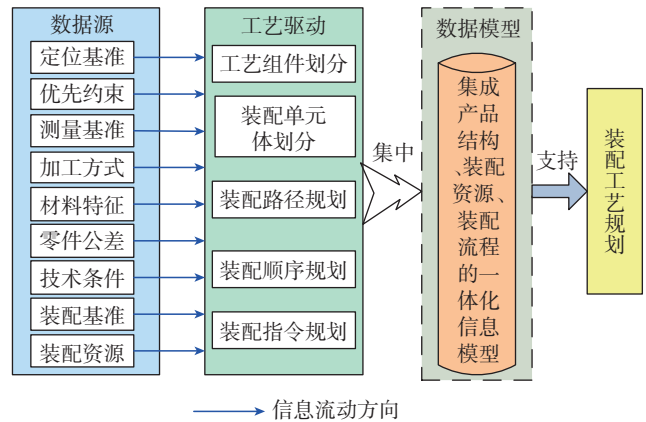 数据源
定位基准
优先约束
测量基准
加工方式
材料特征
零件公差
技术条件
装配基准
装配资源
工艺驱动
工艺组件划分
装配单元
体划分
装配路径规划
装配顺序规划
装配指令规划
集中
数据模型
集成
产品
结构
、装配
资源、
装配
流程
的一
体化
信息
模型
支持
装配工艺规划
信息流动方向